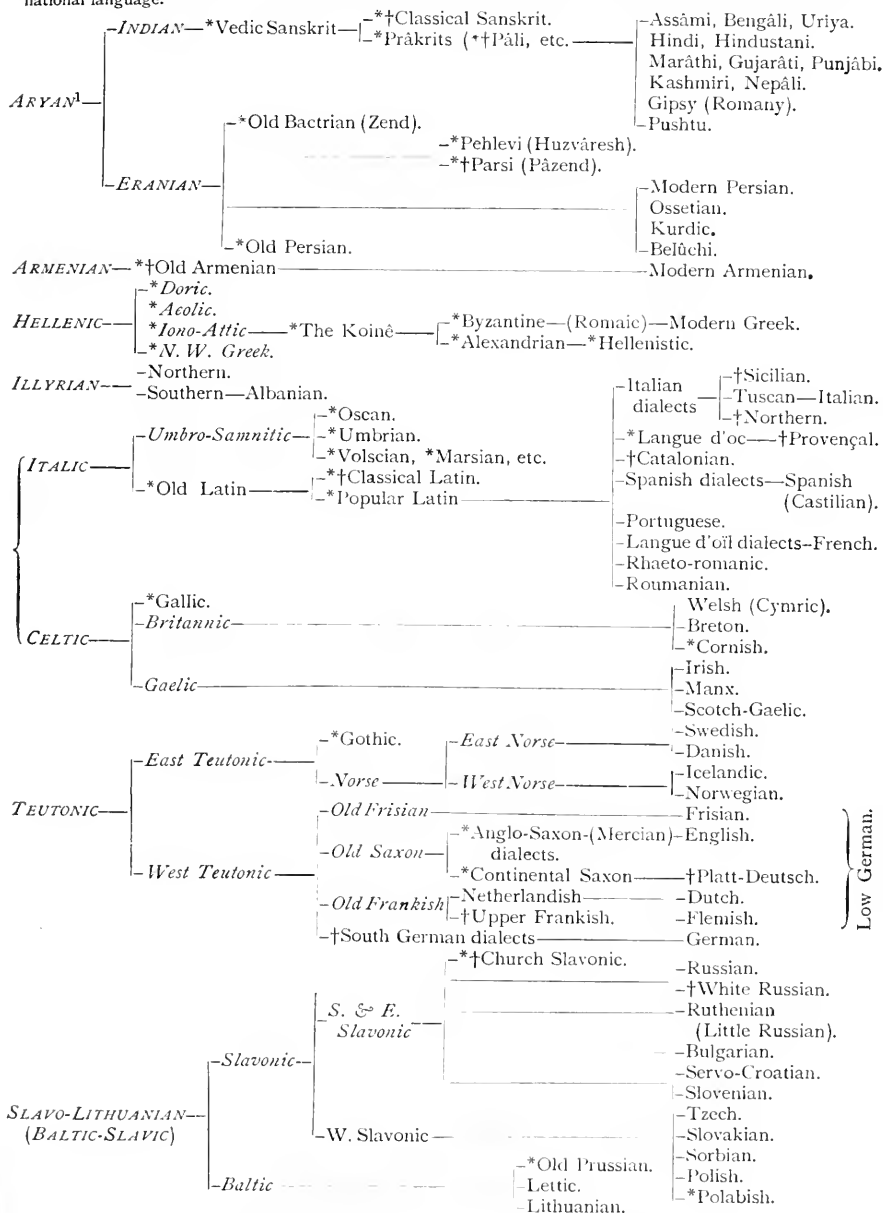 national language.
–INDIAN—*Vedic Sanskrit—–*†Classical Sanskrit.
–*Prâkrits (*†Pâli, etc.
–Assâmi, Bengâli, Uriya.
Hindi, Hindustani.
Marâthi, Gujarâti, Punjâbi.
Kashmiri, Nepâli.
Gipsy (Romany).
–Pushtu.
ARYAN¹—
–*Old Bactrian (Zend).
–*Pehlevi (Huzvâresh).
–*†Parsi (Pâzend).
–ERANIAN—
–Modern Persian.
Ossetian.
Kurdic.
–Belûchi.
–*Old Persian.
ARMENIAN—*†Old Armenian—–Modern Armenian.
–*Doric.
*Aeolic.
HELLENIC—*Iono-Attic—*The Koinê—–*Byzantine—(Romaic)—Modern Greek.
–*N. W. Greek. –*Alexandrian—*Hellenistic.
ILLYRIAN—–Northern.
–Southern—Albanian.
–Italian dialects—–†Sicilian.
–Tuscan—Italian.
–†Northern.
–*Oscan.
–Umbro-Samnitic—–*Umbrian.
–*Volscian, *Marsian, etc.
ITALIC—
–*Old Latin—–*†Classical Latin.
–*Popular Latin—
–*Langue d'oc—†Provençal.
–†Catalonian.
–Spanish dialects—Spanish
(Castilian).
–Portuguese.
–Langue d'oïl dialects–French.
–Rhaeto-romanic.
–Roumanian.
–*Gallic.
–Britannic—
Welsh (Cymric).
–Breton.
–*Cornish.
CELTIC—
–Gaelic—
–Irish.
–Manx.
–Scotch-Gaelic.
–East Teutonic-—–*Gothic.
–Norse—–East Norse—–Swedish.
–Danish.
–West Norse—–Icelandic.
–Norwegian.
TEUTONIC—
–Old Frisian—–Frisian.
–West Teutonic—–Old Saxon—–*Anglo-Saxon-(Mercian)–English.
dialects.
–*Continental Saxon—–†Platt-Deutsch.
–Old Frankish–Netherlandish—–Dutch.
–†Upper Frankish. –Flemish.
–†South German dialects—–German.
Low German.
–*†Church Slavonic.
S. & E.
Slavonic
–Russian.
–†White Russian.
–Ruthenian
(Little Russian).
–Bulgarian.
–Servo-Croatian.
–Slovenian.
–Slavonic-—
SLAVO-LITHUANIAN—
(BALTIC-SLAVIC)
–W. Slavonic—
–Tzech.
–Slovakian.
–Sorbian.
–Polish.
–*Polabish.
–Baltic
–*Old Prussian.
–Lettic.
–Lithuanian.